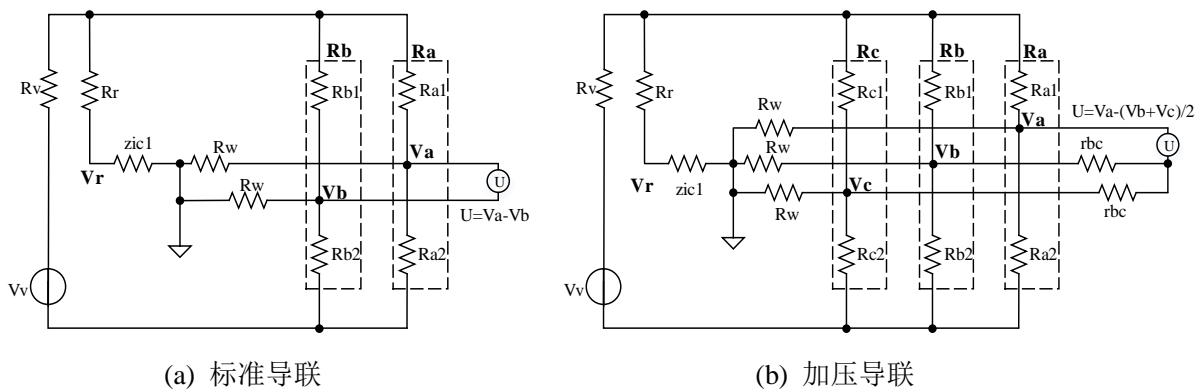 Rb Ra
Rv Rr Rb1 Ra1
zic1 Rw Va
Vr Rw Vb U
U=Va-Vb
Rb2 Ra2
Vv
(a) 标准导联
Rc Rb Ra
Rv Rr Rc1 Rb1 Ra1
Rw Va U=Va-(Vb+Vc)/2
Rw Vb rbc U
Vr zic1 Rw Vc rbc
Rc2 Rb2 Ra2
Vv
(b) 加压导联